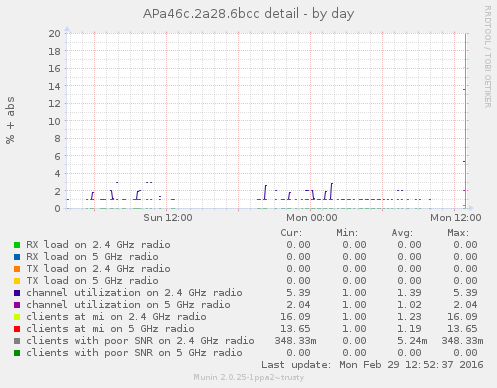 APa46c.2a28.6bcc detail - by day
RRDTOOL / TOBI OETIKER
% + abs
20
18
16
14
12
10
8
6
4
2
0
Sun 12:00 Mon 00:00 Mon 12:00
Cur: Min: Avg: Max:
RX load on 2.4 GHz radio 0.00 0.00 0.00 0.00
RX load on 5 GHz radio 0.00 0.00 0.00 0.00
TX load on 2.4 GHz radio 0.00 0.00 0.00 0.00
TX load on 5 GHz radio 0.00 0.00 0.00 0.00
channel utilization on 2.4 GHz radio 5.39 1.00 1.39 5.39
channel utilization on 5 GHz radio 2.04 1.00 1.02 2.04
clients at mi on 2.4 GHz radio 16.09 1.00 1.23 16.09
clients at mi on 5 GHz radio 13.65 1.00 1.19 13.65
clients with poor SNR on 2.4 GHz radio 348.33m 0.00 5.24m 348.33m
clients with poor SNR on 5 GHz radio 0.00 0.00 0.00 0.00
Last update: Mon Feb 29 12:52:37 2016
Munin 2.0.25-1ppa2~trusty